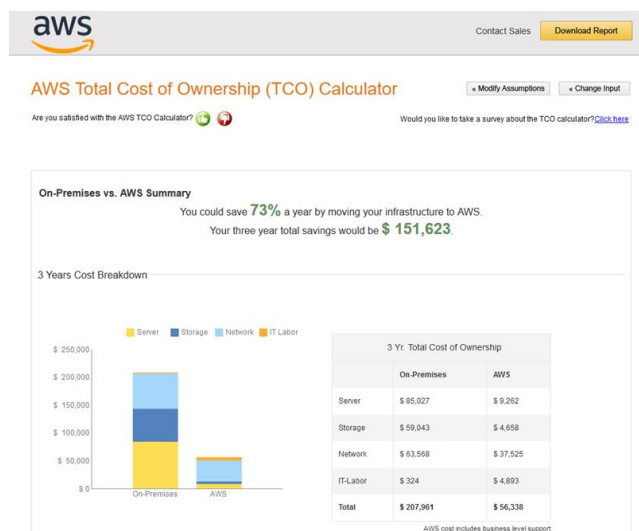 aws
Contact Sales
Download Report
AWS Total Cost of Ownership (TCO) Calculator
« Modify Assumptions
« Change Input
Are you satisfied with the AWS TCO Calculator?
Would you like to take a survey about the TCO calculator?Click here
On-Premises vs. AWS Summary
You could save 73% a year by moving your infrastructure to AWS.
Your three year total savings would be $ 151,623.
3 Years Cost Breakdown
Server Storage Network IT Labor
$ 250,000
$ 200,000
$ 150,000
$ 100,000
$ 50,000
$ 0
On-Premises AWS
3 Yr. Total Cost of Ownership
On-Premises AWS
Server $ 85,027 $ 9,262
Storage $ 59,043 $ 4,658
Network $ 63,568 $ 37,525
IT-Labor $ 324 $ 4,893
Total $ 207,961 $ 56,338
AWS cost includes business level support